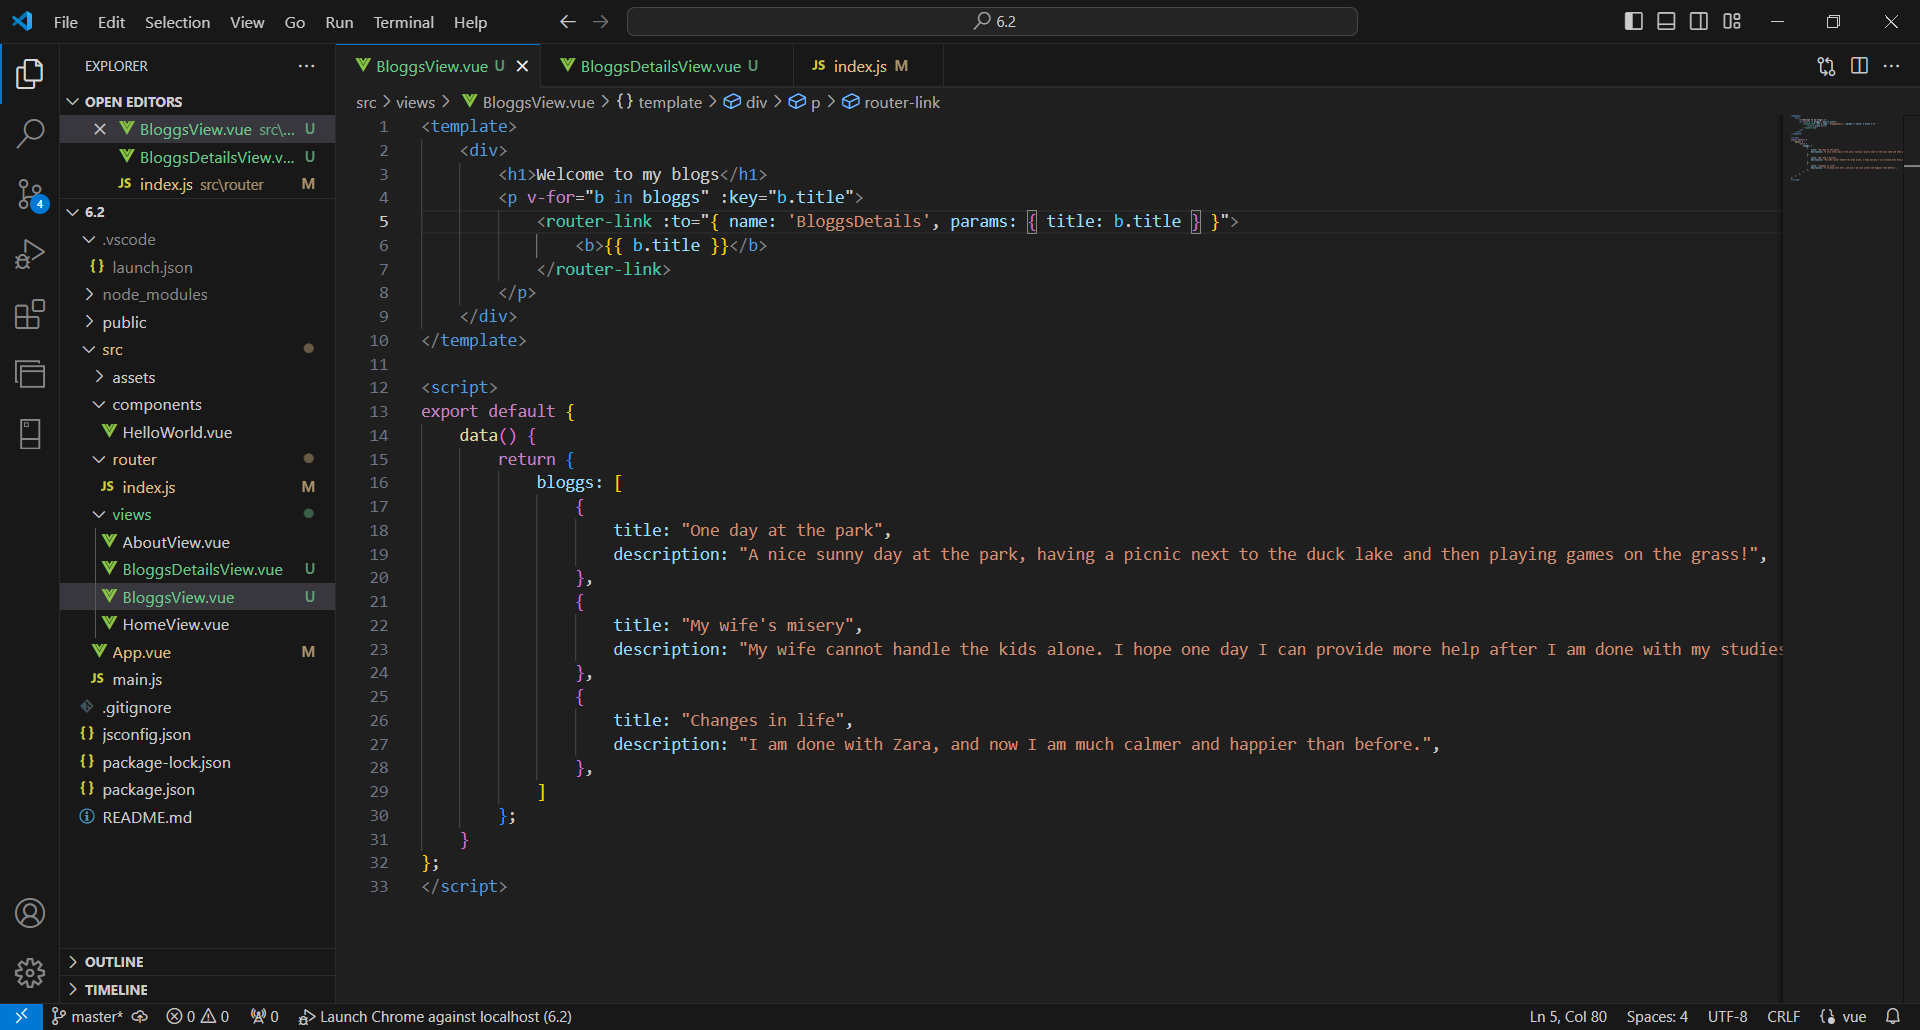 File Edit Selection View Go Run Terminal Help
6.2
EXPLORER
OPEN EDITORS
BloggsView.vue src\... U
BloggsDetailsView.v... U
index.js src\router M
6.2
.vscode
launch.json
node_modules
public
src
assets
components
HelloWorld.vue
router
index.js M
views
AboutView.vue
BloggsDetailsView.vue U
BloggsView.vue U
HomeView.vue
App.vue M
main.js
.gitignore
jsconfig.json
package-lock.json
package.json
README.md
OUTLINE
TIMELINE
4
BloggsView.vue U
BloggsDetailsView.vue U
JS index.js M
src > views > BloggsView.vue > {} template > div > p > router-link
1 <template>
2 <div>
3 <h1>Welcome to my blogs</h1>
4 <p v-for="b in bloggs" :key="b.title">
5 <router-link :to="{ name: 'BloggsDetails', params: { title: b.title } }">
6 <b>{{ b.title }}</b>
7 </router-link>
8 </p>
9 </div>
10 </template>
11
12 <script>
13 export default {
14 data() {
15 return {
16 bloggs: [
17 {
18 title: "One day at the park",
19 description: "A nice sunny day at the park, having a picnic next to the duck lake and then playing games on the grass!",
20 },
21 {
22 title: "My wife's misery",
23 description: "My wife cannot handle the kids alone. I hope one day I can provide more help after I am done with my studies
24 },
25 {
26 title: "Changes in life",
27 description: "I am done with Zara, and now I am much calmer and happier than before.",
28 },
29 ]
30 };
31 }
32 };
33 </script>
master* 0 0 0 Launch Chrome against localhost (6.2) Ln 5, Col 80 Spaces: 4 UTF-8 CRLF vue